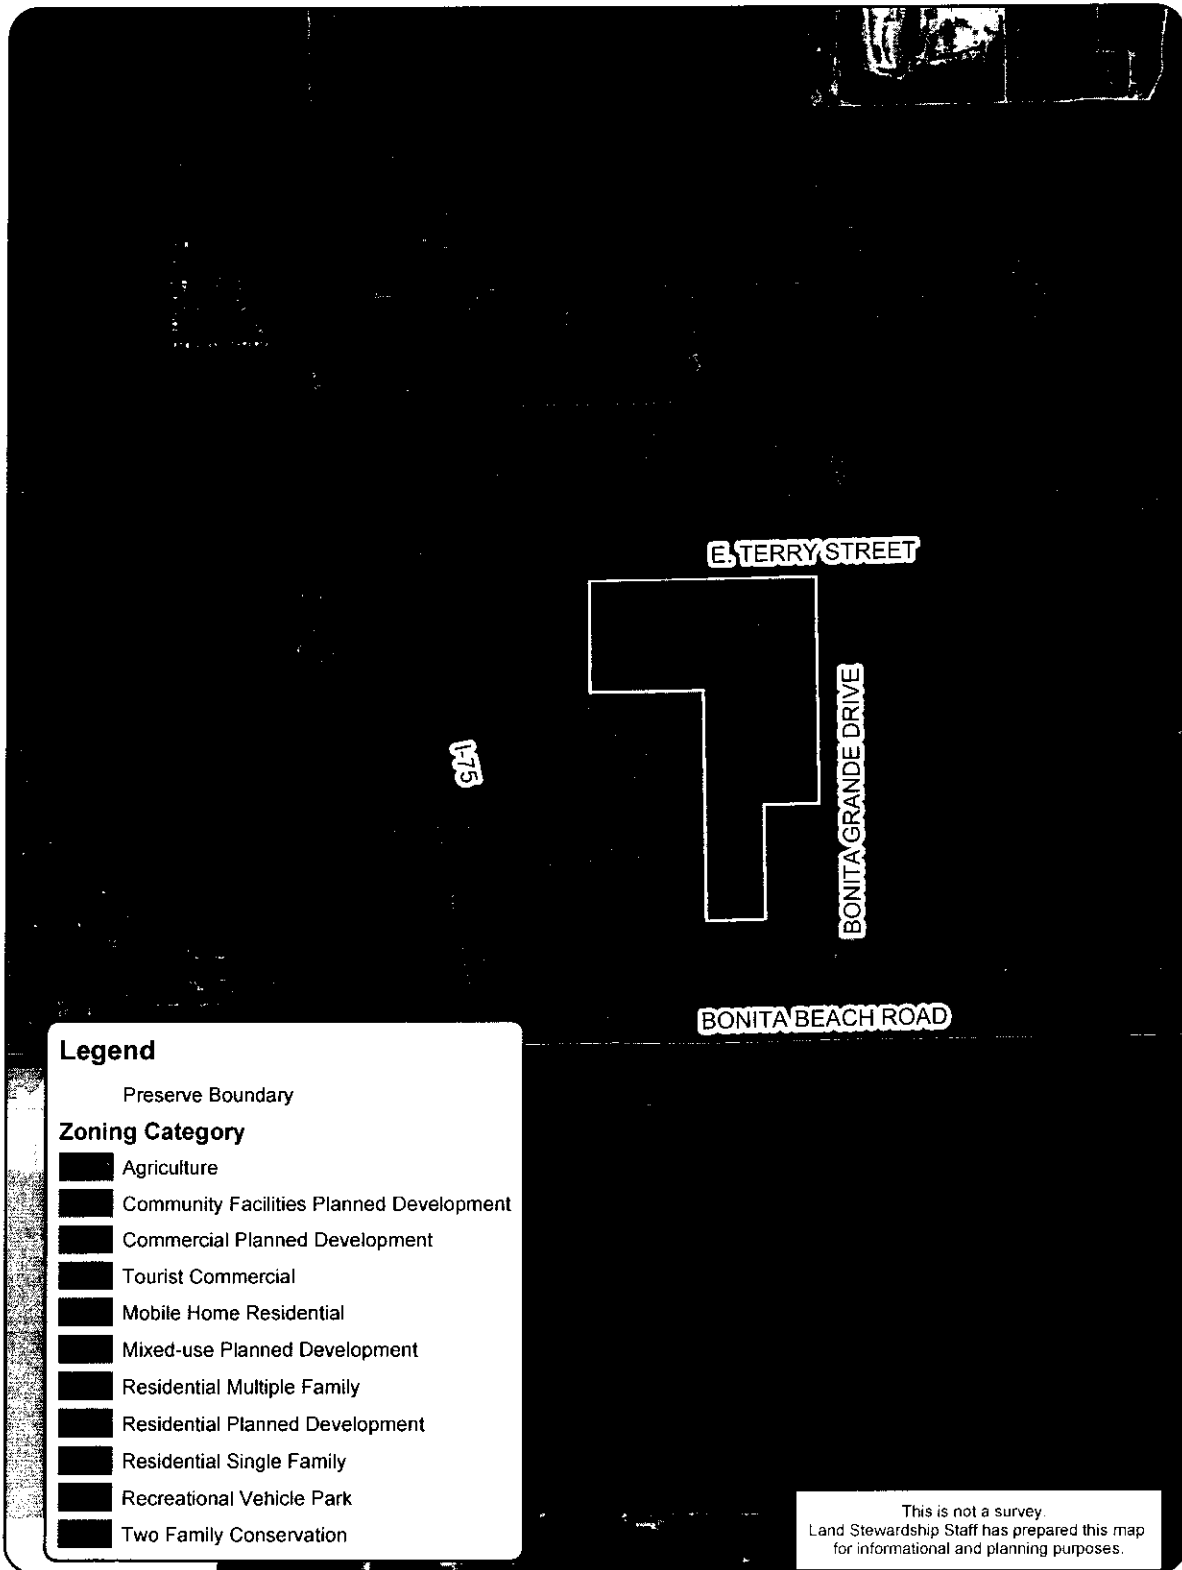 E. TERRY STREET
BONITA GRANDE DRIVE
I-75
BONITA BEACH ROAD
Legend
Preserve Boundary
Zoning Category
Agriculture
Community Facilities Planned Development
Commercial Planned Development
Tourist Commercial
Mobile Home Residential
Mixed-use Planned Development
Residential Multiple Family
Residential Planned Development
Residential Single Family
Recreational Vehicle Park
Two Family Conservation
This is not a survey.
Land Stewardship Staff has prepared this map
for informational and planning purposes.